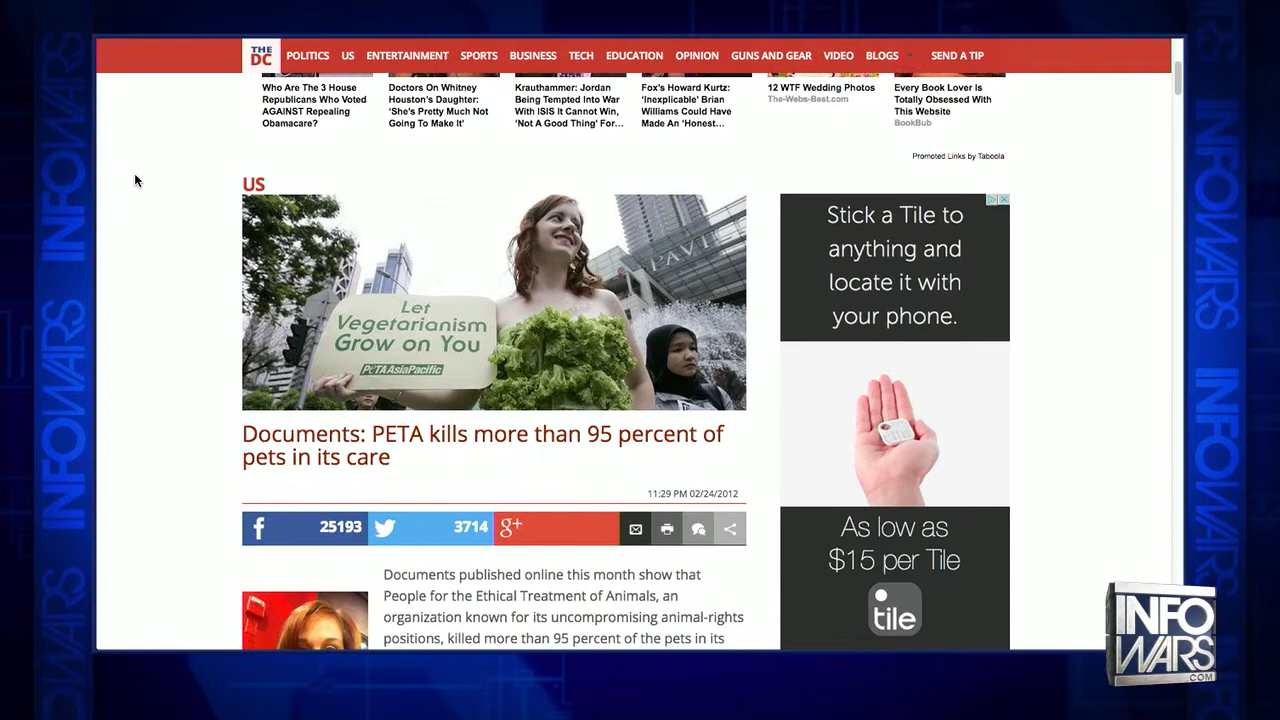 THE
DC
POLITICS US ENTERTAINMENT SPORTS BUSINESS TECH EDUCATION OPINION GUNS AND GEAR VIDEO BLOGS SEND A TIP
Who Are The 3 House
Republicans Who Voted
AGAINST Repealing
Obamacare?
Doctors On Whitney
Houston's Daughter:
'She's Pretty Much Not
Going To Make It'
Krauthammer: Jordan
Being Tempted Into War
With ISIS It Cannot Win,
'Not A Good Thing' For...
Fox's Howard Kurtz:
'Inexplicable' Brian
Williams Could Have
Made An 'Honest...
12 WTF Wedding Photos
The-Webs-Best.com
Every Book Lover Is
Totally Obsessed With
This Website
BookBub
Promoted Links by Taboola
US
Let
Vegetarianism
Grow on You
PETA AsiaPacific
PAVI
Documents: PETA kills more than 95 percent of
pets in its care
11:29 PM 02/24/2012
f 25193
3714
g+
Documents published online this month show that
People for the Ethical Treatment of Animals, an
organization known for its uncompromising animal-rights
positions, killed more than 95 percent of the pets in its
Stick a Tile to
anything and
locate it with
your phone.
tile
As low as
$15 per Tile
tile
INFOWARS
INFOWARS
OWARS
INFOWARS
INFOWARS
INFO
WARS
.COM